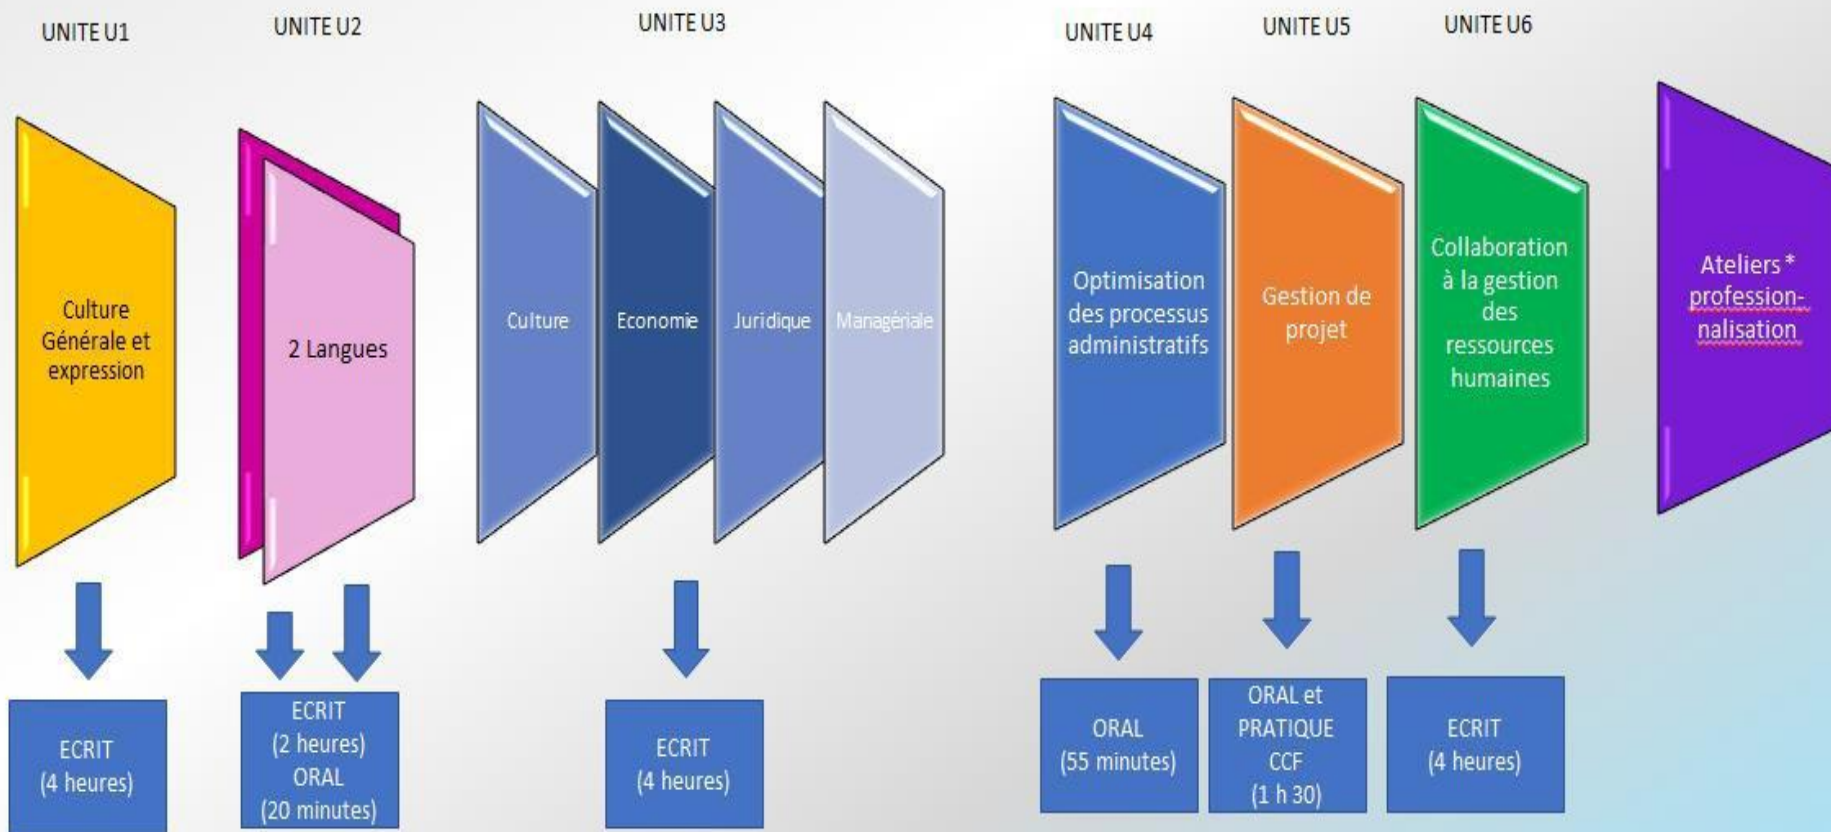 UNITE U1
UNITE U2
UNITE U3
UNITE U4
UNITE U5
UNITE U6
Culture
Générale et
expression
2 Langues
Culture
Economie
Juridique
Managériale
Optimisation
des processus
administratifs
Gestion de
projet
Collaboration
à la gestion
des
ressources
humaines
Ateliers *
profession-
nalisation
ECRIT
(4 heures)
ECRIT
(2 heures)
ORAL
(20 minutes)
ECRIT
(4 heures)
ORAL
(55 minutes)
ORAL et
PRATIQUE
CCF
(1 h 30)
ECRIT
(4 heures)